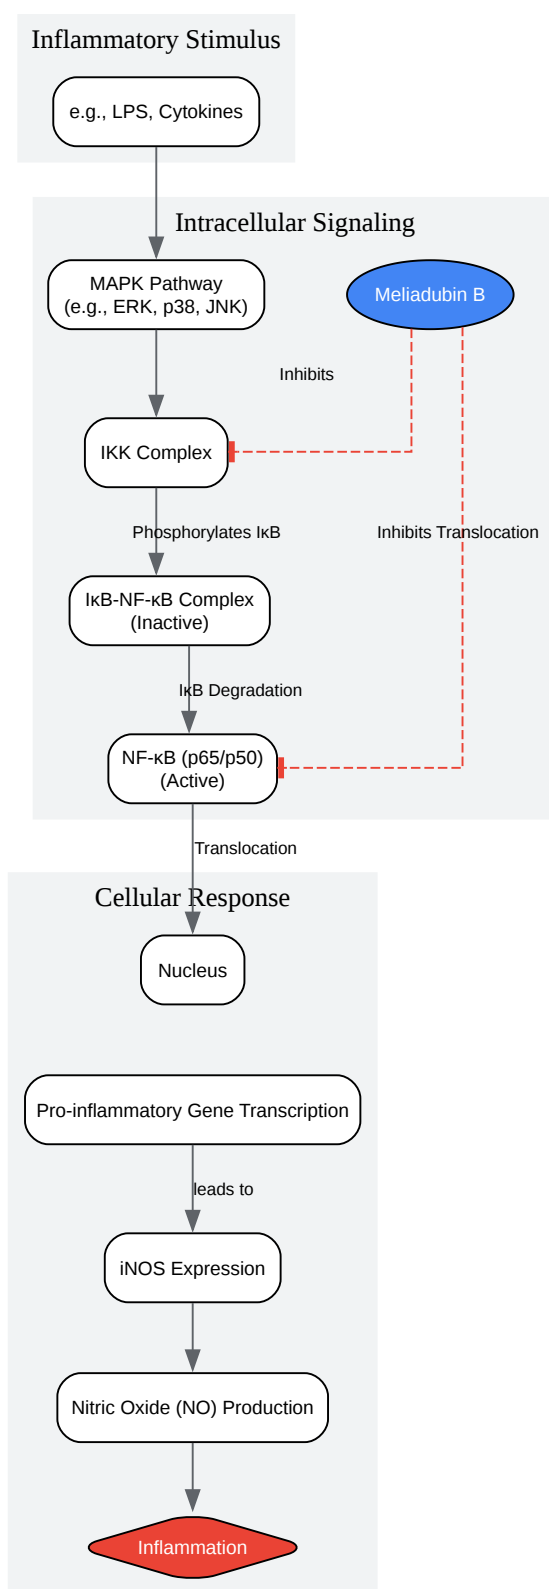 Inflammatory Stimulus
e.g., LPS, Cytokines
Intracellular Signaling
MAPK Pathway
(e.g., ERK, p38, JNK)
Meliadubin B
Inhibits
IKK Complex
Phosphorylates IκB
Inhibits Translocation
IκB-NF-κB Complex
(Inactive)
IκB Degradation
NF-κB (p65/p50)
(Active)
Translocation
Cellular Response
Nucleus
Pro-inflammatory Gene Transcription
leads to
iNOS Expression
Nitric Oxide (NO) Production
Inflammation